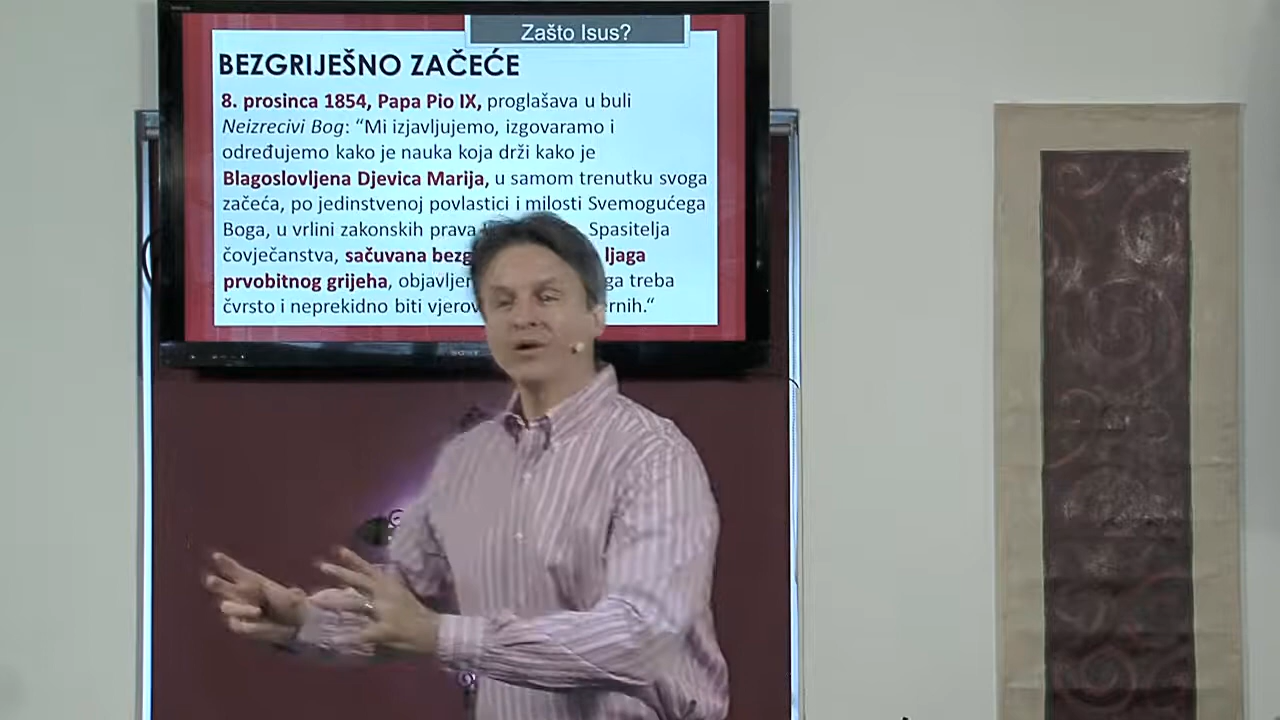 Zašto Isus?
BEZGRIJEŠNO ZAČEĆE
8. prosinca 1854, Papa Pio IX, proglašava u buli
Neizrecivi Bog: “Mi izjavljujemo, izgovaramo i
određujemo kako je nauka koja drži kako je
Blagoslovljena Djevica Marija, u samom trenutku svoga
začeća, po jedinstvenoj povlastici i milosti Svemogućega
Boga, u vrlini zakonskih prava Spasitelja
čovječanstva, sačuvana ljaga
prvobitnog grijeha, treba
čvrsto i neprekidno biti
SONY